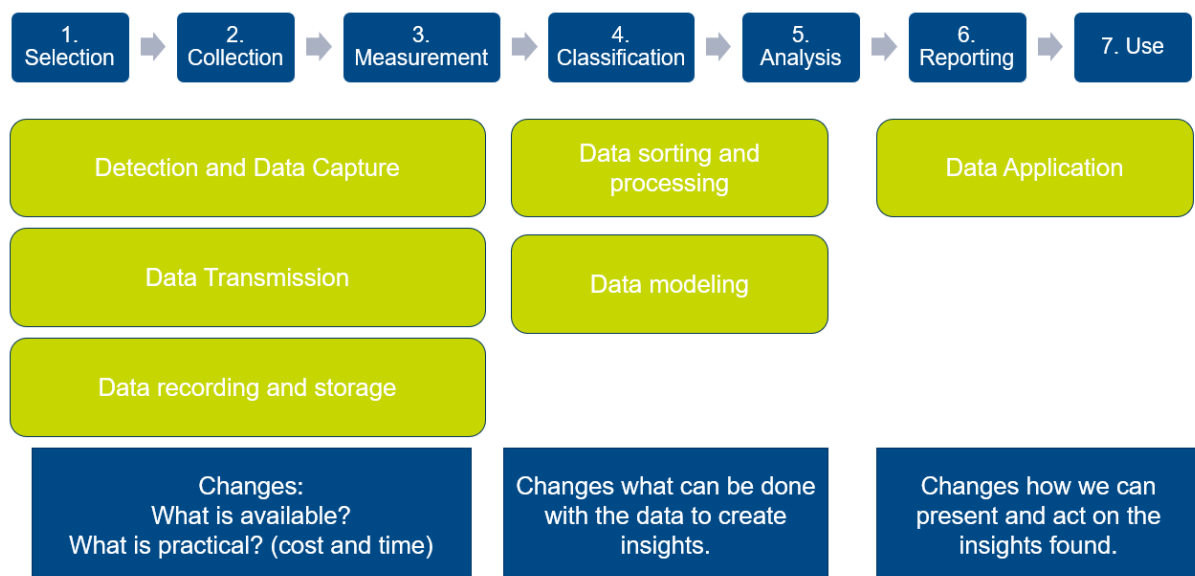 1.
Selection
2.
Collection
3.
Measurement
4.
Classification
5.
Analysis
6.
Reporting
7. Use
Detection and Data Capture
Data Transmission
Data recording and storage
Data sorting and
processing
Data modeling
Data Application
Changes:
What is available?
What is practical? (cost and time)
Changes what can be done
with the data to create
insights.
Changes how we can
present and act on the
insights found.